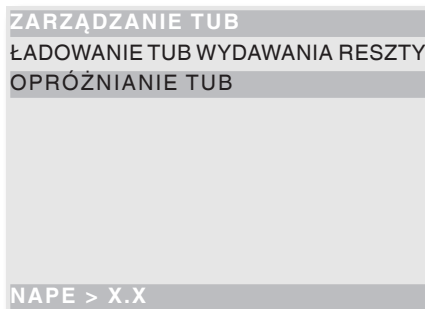 ZARZĄDZANIE TUB
ŁADOWANIE TUB WYDAWANIA RESZTY
OPRÓŻNIANIE TUB
NAPE > X.X